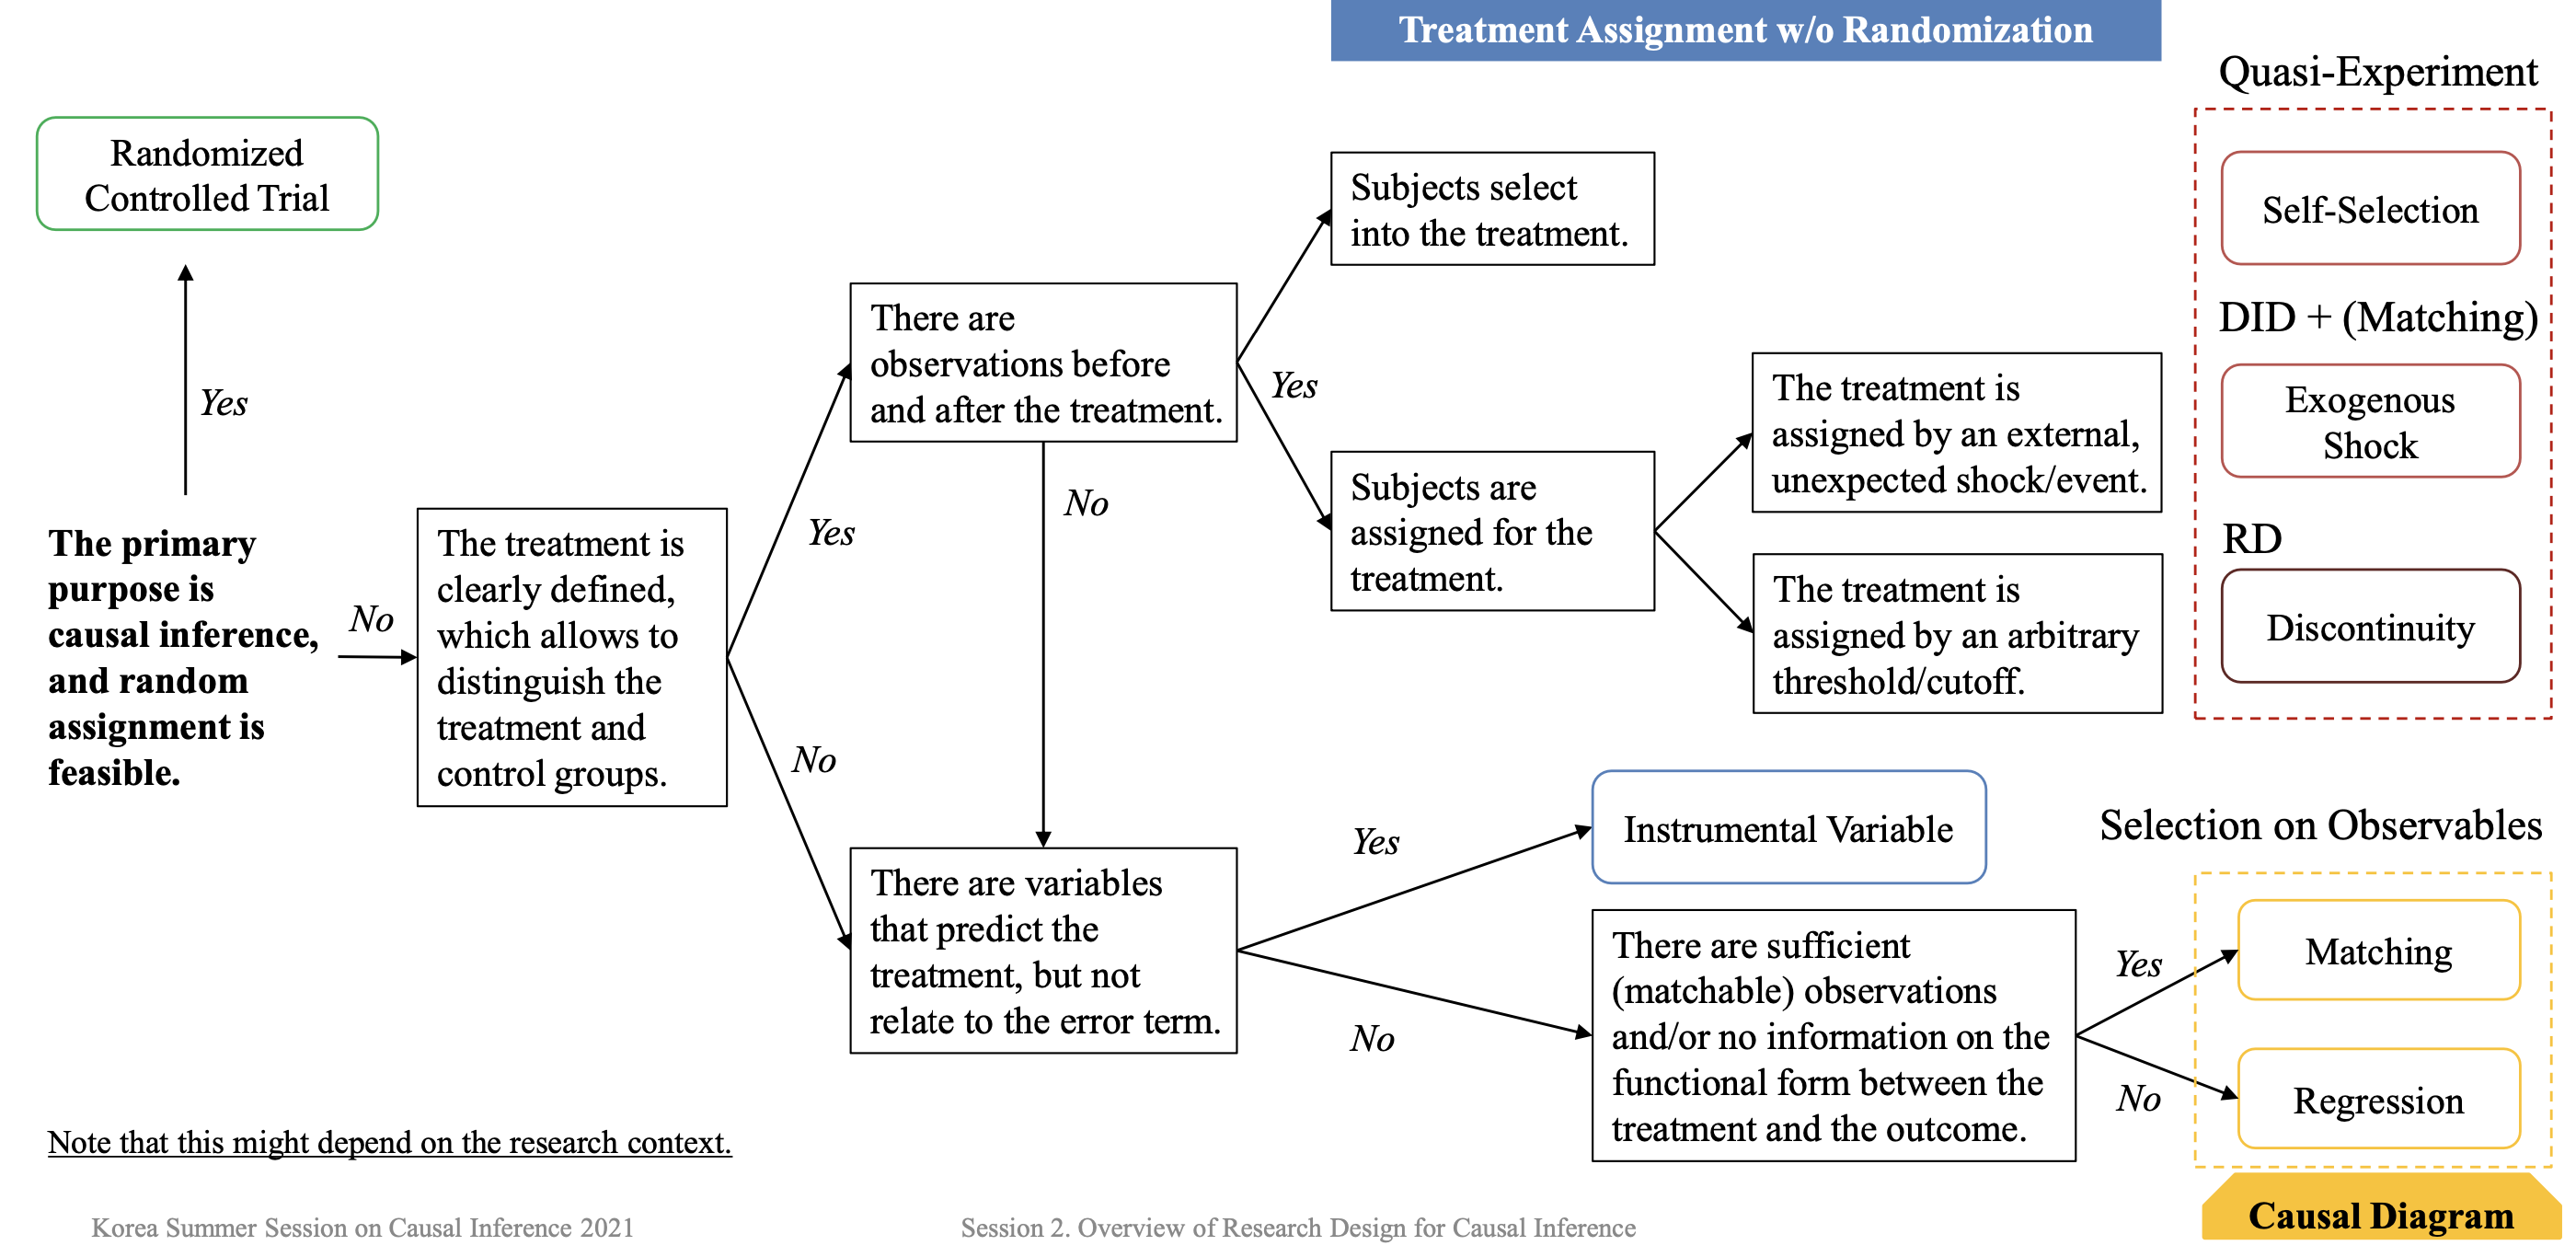 Treatment Assignment w/o Randomization
Quasi-Experiment
Randomized
Controlled Trial
Yes
The primary
purpose is
causal inference,
and random
assignment is
feasible.
No
The treatment is
clearly defined,
which allows to
distinguish the
treatment and
control groups.
Yes
No
There are
observations before
and after the treatment.
Yes
No
Subjects select
into the treatment.
Subjects are
assigned for the
treatment.
The treatment is
assigned by an external,
unexpected shock/event.
The treatment is
assigned by an arbitrary
threshold/cutoff.
Self-Selection
DID + (Matching)
Exogenous
Shock
RD
Discontinuity
There are variables
that predict the
treatment, but not
relate to the error term.
Yes
No
Instrumental Variable
There are sufficient
(matchable) observations
and/or no information on the
functional form between the
treatment and the outcome.
Yes
No
Selection on Observables
Matching
Regression
Causal Diagram
Note that this might depend on the research context.
Korea Summer Session on Causal Inference 2021
Session 2. Overview of Research Design for Causal Inference